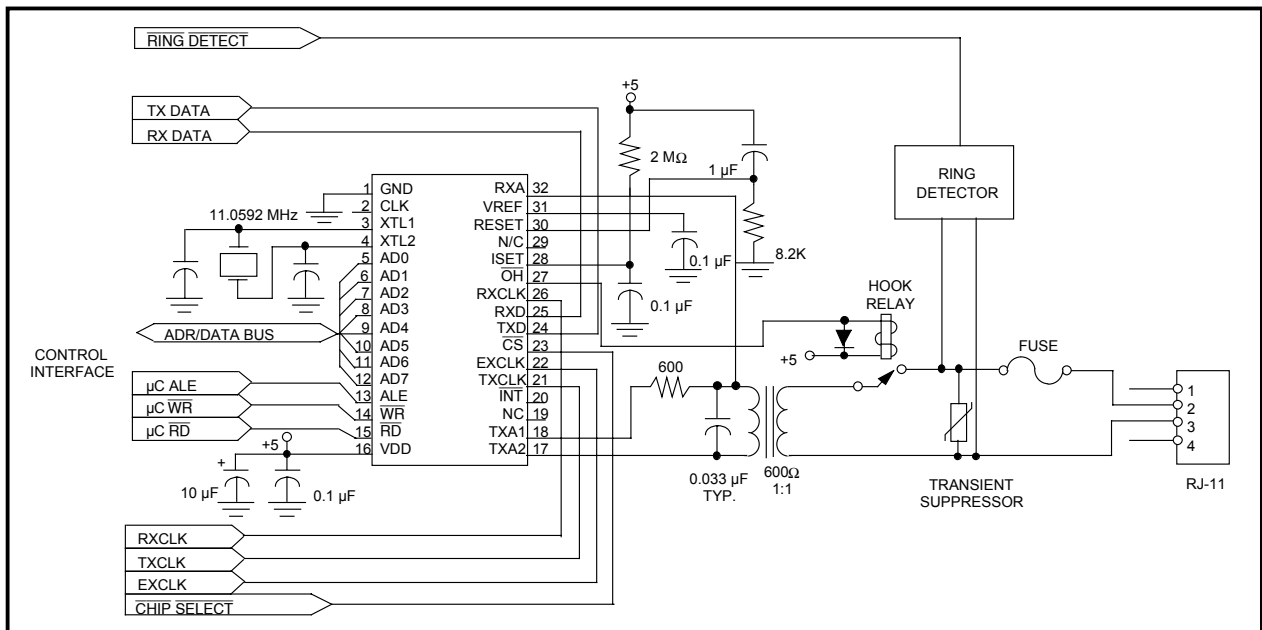 RING DETECT
TX DATA
RX DATA
+5
2 MΩ
1 µF
8.2K
RING
DETECTOR
11.0592 MHz
1 GND
2 CLK
3 XTL1
4 XTL2
5 AD0
6 AD1
7 AD2
8 AD3
9 AD4
10 AD5
11 AD6
12 AD7
13 ALE
14 WR
15 RD
16 VDD
RXA 32
VREF 31
RESET 30
N/C 29
ISET 28
OH 27
RXCLK 26
RXD 25
TXD 24
CS 23
EXCLK 22
TXCLK 21
INT 20
NC 19
TXA1 18
TXA2 17
0.1 µF
0.1 µF
HOOK
RELAY
+5
FUSE
600
0.033 µF
TYP.
600Ω
1:1
TRANSIENT
SUPPRESSOR
1
2
3
4
RJ-11
ADR/DATA BUS
CONTROL
INTERFACE
µC ALE
µC WR
µC RD
+5
+
10 µF
0.1 µF
RXCLK
TXCLK
EXCLK
CHIP SELECT